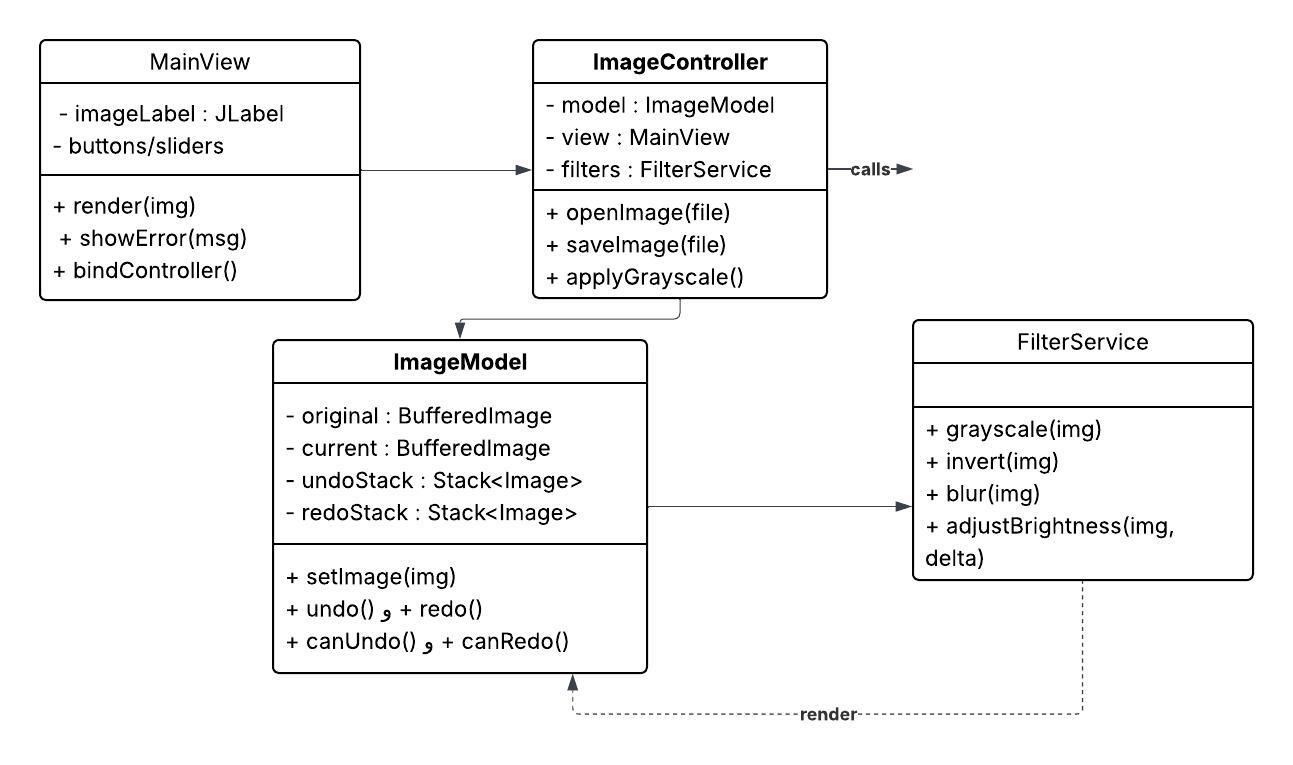 MainView
- imageLabel : JLabel
- buttons/sliders
+ render(img)
+ showError(msg)
+ bindController()
ImageController
- model : ImageModel
- view : MainView
- filters : FilterService
+ openImage(file)
+ saveImage(file)
+ applyGrayscale()
calls
ImageModel
- original : BufferedImage
- current : BufferedImage
- undoStack : Stack<Image>
- redoStack : Stack<Image>
+ setImage(img)
+ undo() و + redo()
+ canUndo() و + canRedo()
FilterService
+ grayscale(img)
+ invert(img)
+ blur(img)
+ adjustBrightness(img,
delta)
render